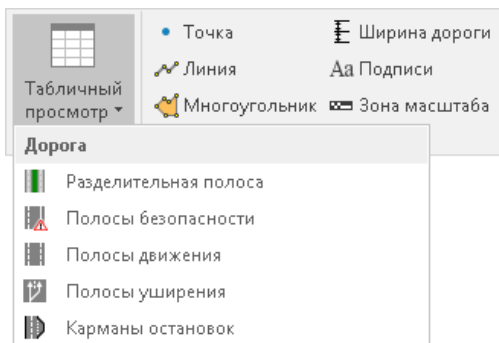 Табличный
просмотр
Точка
Линия
Многоугольник
Ширина дороги
Aa Подписи
Зона масштаба
Дорога
Разделительная полоса
Полосы безопасности
Полосы движения
Полосы уширения
Карманы остановок